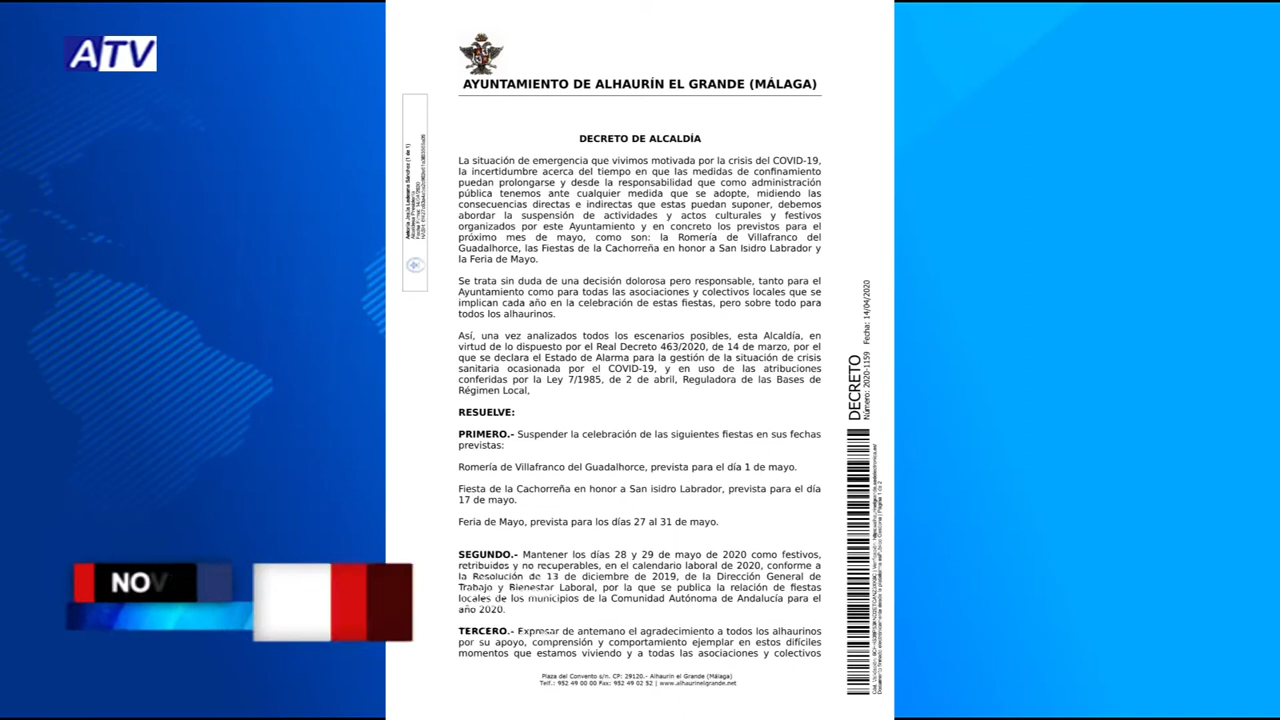 ATV
AYUNTAMIENTO DE ALHAURÍN EL GRANDE (MÁLAGA)
DECRETO DE ALCALDÍA
La situación de emergencia que vivimos motivada por la crisis del COVID-19,
la incertidumbre acerca del tiempo en que las medidas de confinamiento
puedan prolongarse y desde la responsabilidad que como administración
pública tenemos ante cualquier medida que se adopte, midiendo las
consecuencias directas e indirectas que estas puedan suponer, debemos
abordar la suspensión de actividades y actos culturales y festivos
organizados por este Ayuntamiento y en concreto los previstos para el
próximo mes de mayo, como son: la Romería de Villafranco del
Guadalhorce, las Fiestas de la Cachorreña en honor a San Isidro Labrador y
la Feria de Mayo.
Se trata sin duda de una decisión dolorosa pero responsable, tanto para el
Ayuntamiento como para todas las asociaciones y colectivos locales que se
implican cada año en la celebración de estas fiestas, pero sobre todo para
todos los alhaurinos.
Así, una vez analizados todos los escenarios posibles, esta Alcaldía, en
virtud de lo dispuesto por el Real Decreto 463/2020, de 14 de marzo, por el
que se declara el Estado de Alarma para la gestión de la situación de crisis
sanitaria ocasionada por el COVID-19, y en uso de las atribuciones
conferidas por la Ley 7/1985, de 2 de abril, Reguladora de las Bases de
Régimen Local,
RESUELVE:
PRIMERO.- Suspender la celebración de las siguientes fiestas en sus fechas
previstas:
Romería de Villafranco del Guadalhorce, prevista para el día 1 de mayo.
Fiesta de la Cachorreña en honor a San isidro Labrador, prevista para el día
17 de mayo.
Feria de Mayo, prevista para los días 27 al 31 de mayo.
SEGUNDO.- Mantener los días 28 y 29 de mayo de 2020 como festivos,
retribuidos y no recuperables, en el calendario laboral de 2020, conforme a
la Resolución de 13 de diciembre de 2019, de la Dirección General de
Trabajo y Bienestar Laboral, por la que se publica la relación de fiestas
locales de los municipios de la Comunidad Autónoma de Andalucía para el
año 2020.
TERCERO.- Expresar de antemano el agradecimiento a todos los alhaurinos
por su apoyo, comprensión y comportamiento ejemplar en estos difíciles
momentos que estamos viviendo y a todas las asociaciones y colectivos
Plaza del Convento s/n. CP: 29120.- Alhaurín el Grande (Málaga)
Telf.: 952 49 00 00 Fax: 952 49 02 52 | www.alhaurinelgrande.net
DECRETO
Número: 2020-1159 Fecha: 14/04/2020
NOV